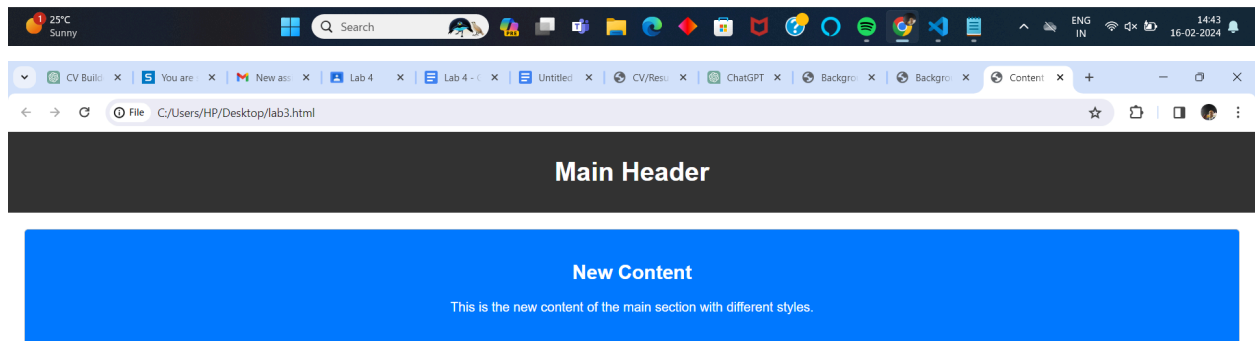 1
25°C
Sunny
Search
ENG
IN
14:43
16-02-2024
CV Build
You are
New ass
Lab 4
Lab 4 -
Untitled
CV/Resu
ChatGPT
Backgro
Backgro
Content
File C:/Users/HP/Desktop/lab3.html
Main Header
New Content
This is the new content of the main section with different styles.